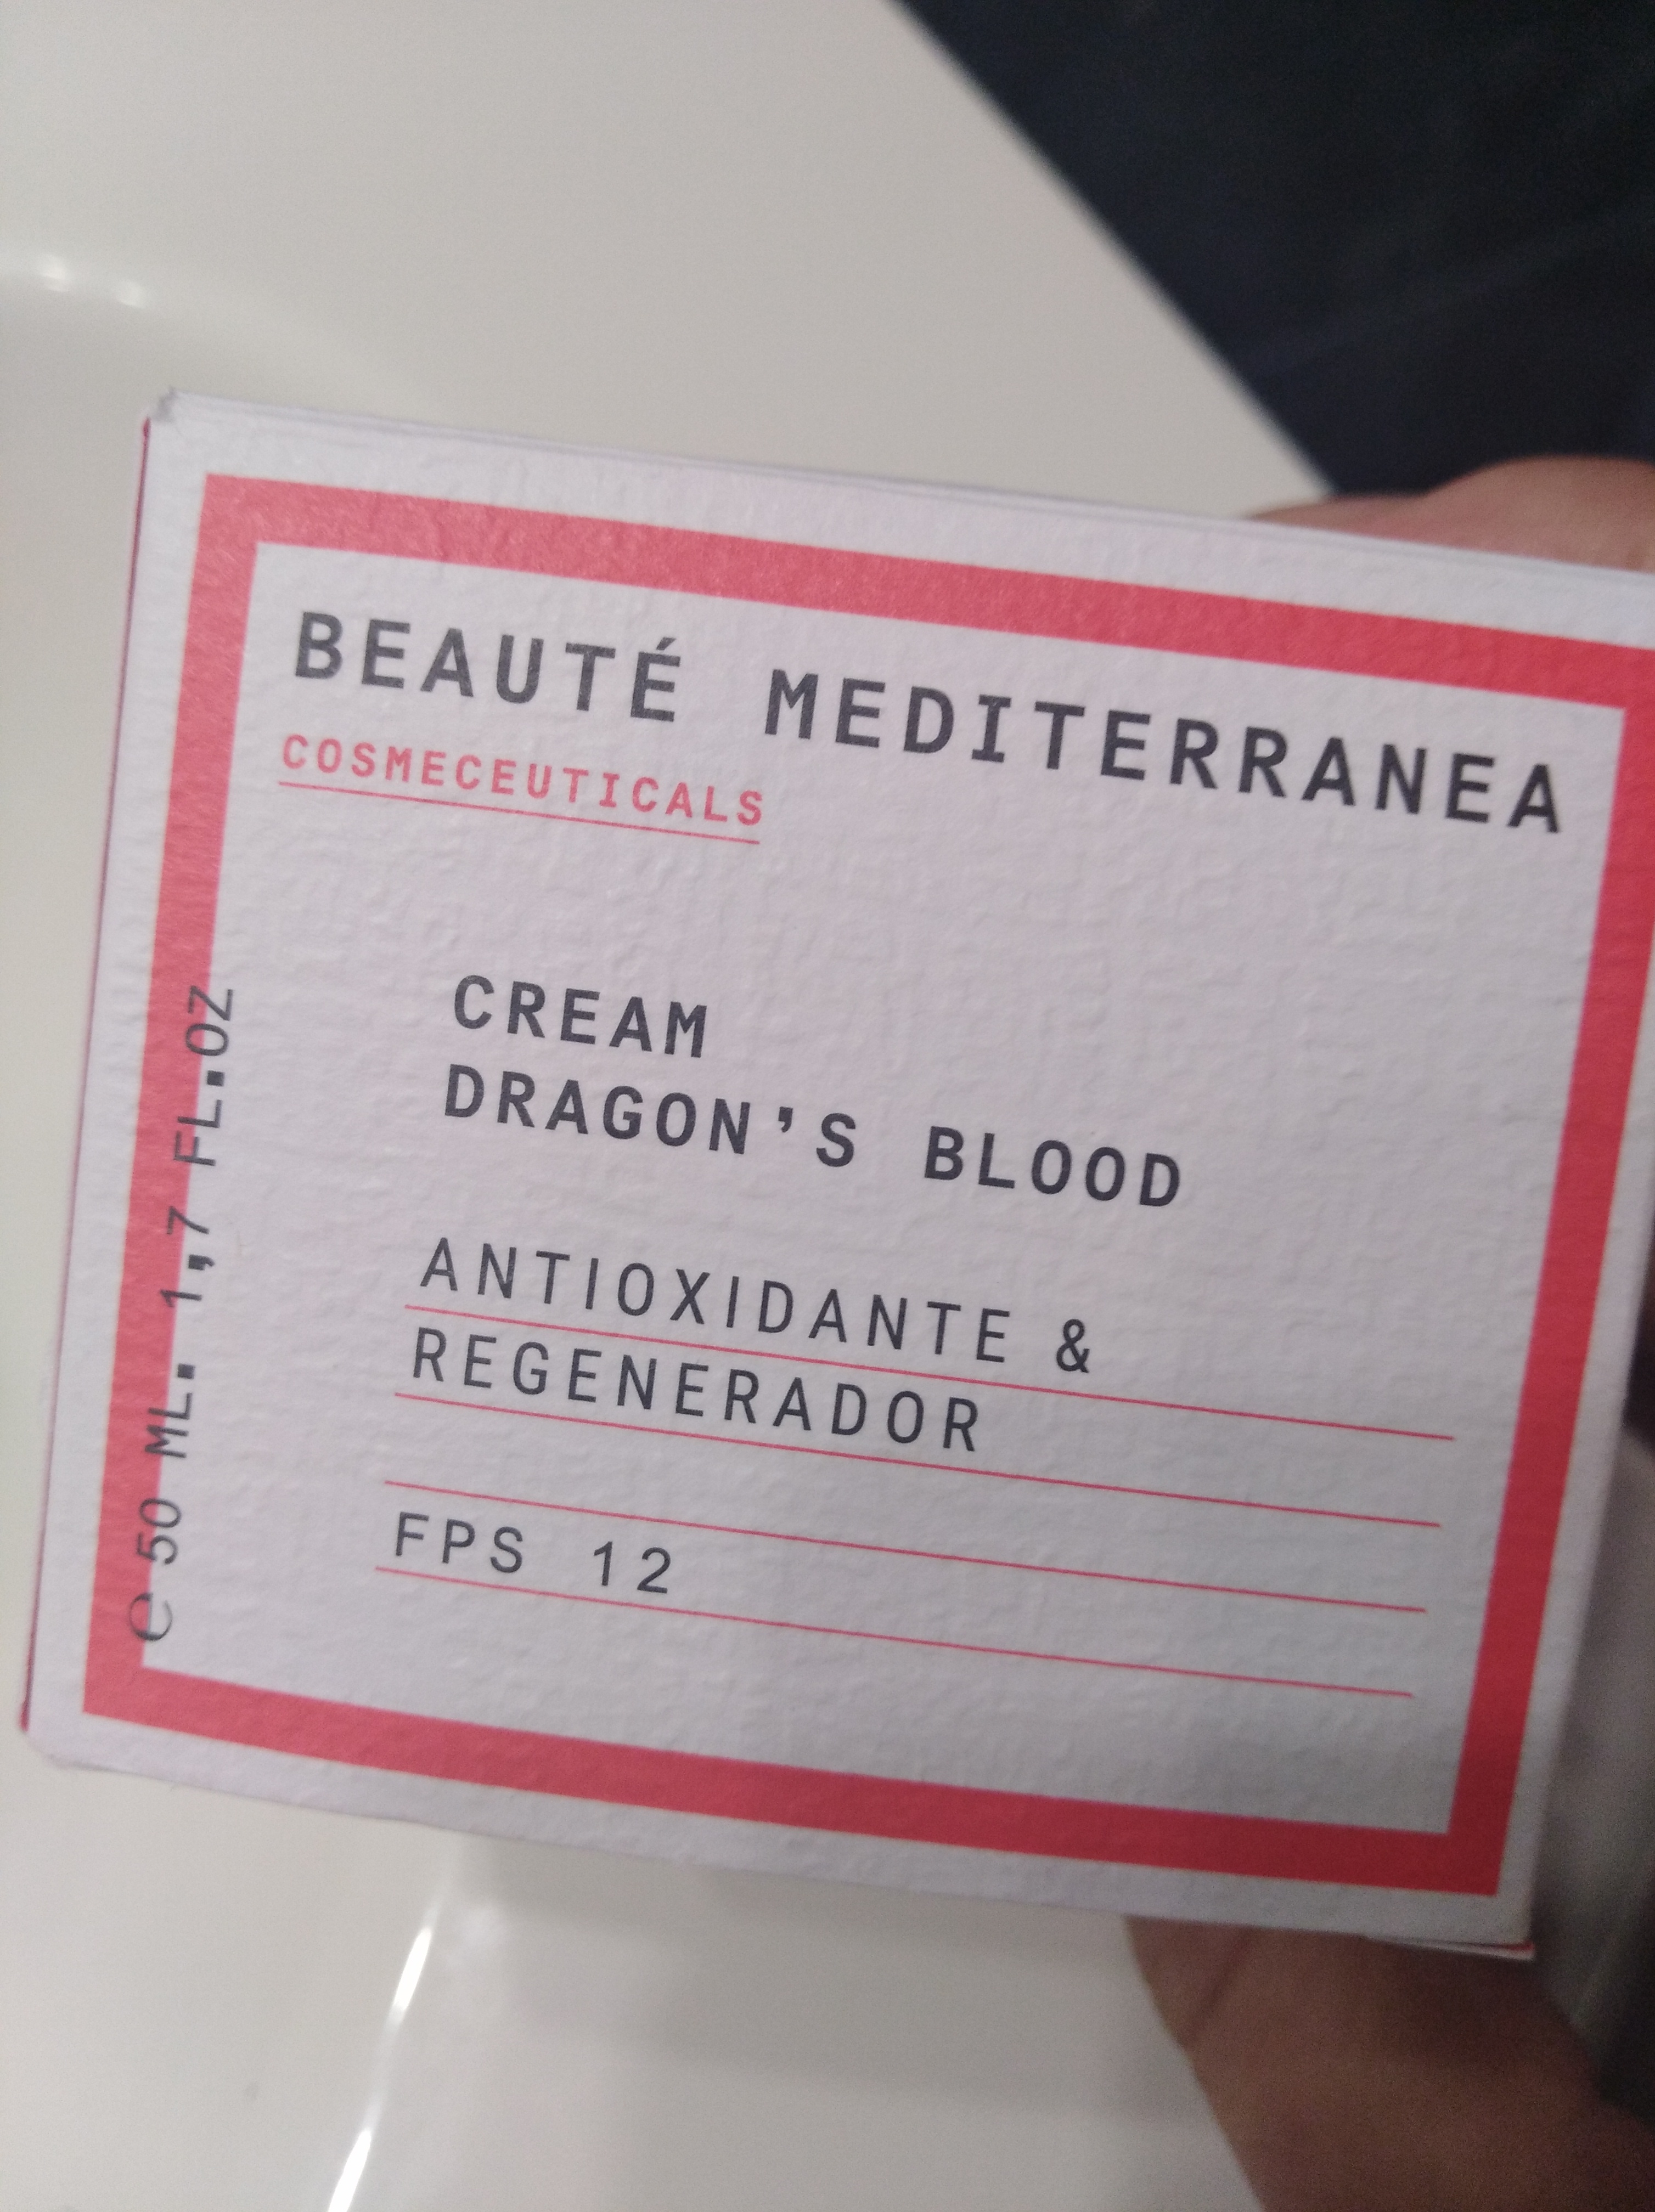 BEAUTÉ MEDITERRANEA
COSMECEUTICALS
CREAM
DRAGON'S BLOOD
ANTIOXIDANTE &
REGENERADOR
FPS 12
℮ 50 ML. 1,7 FL.OZ